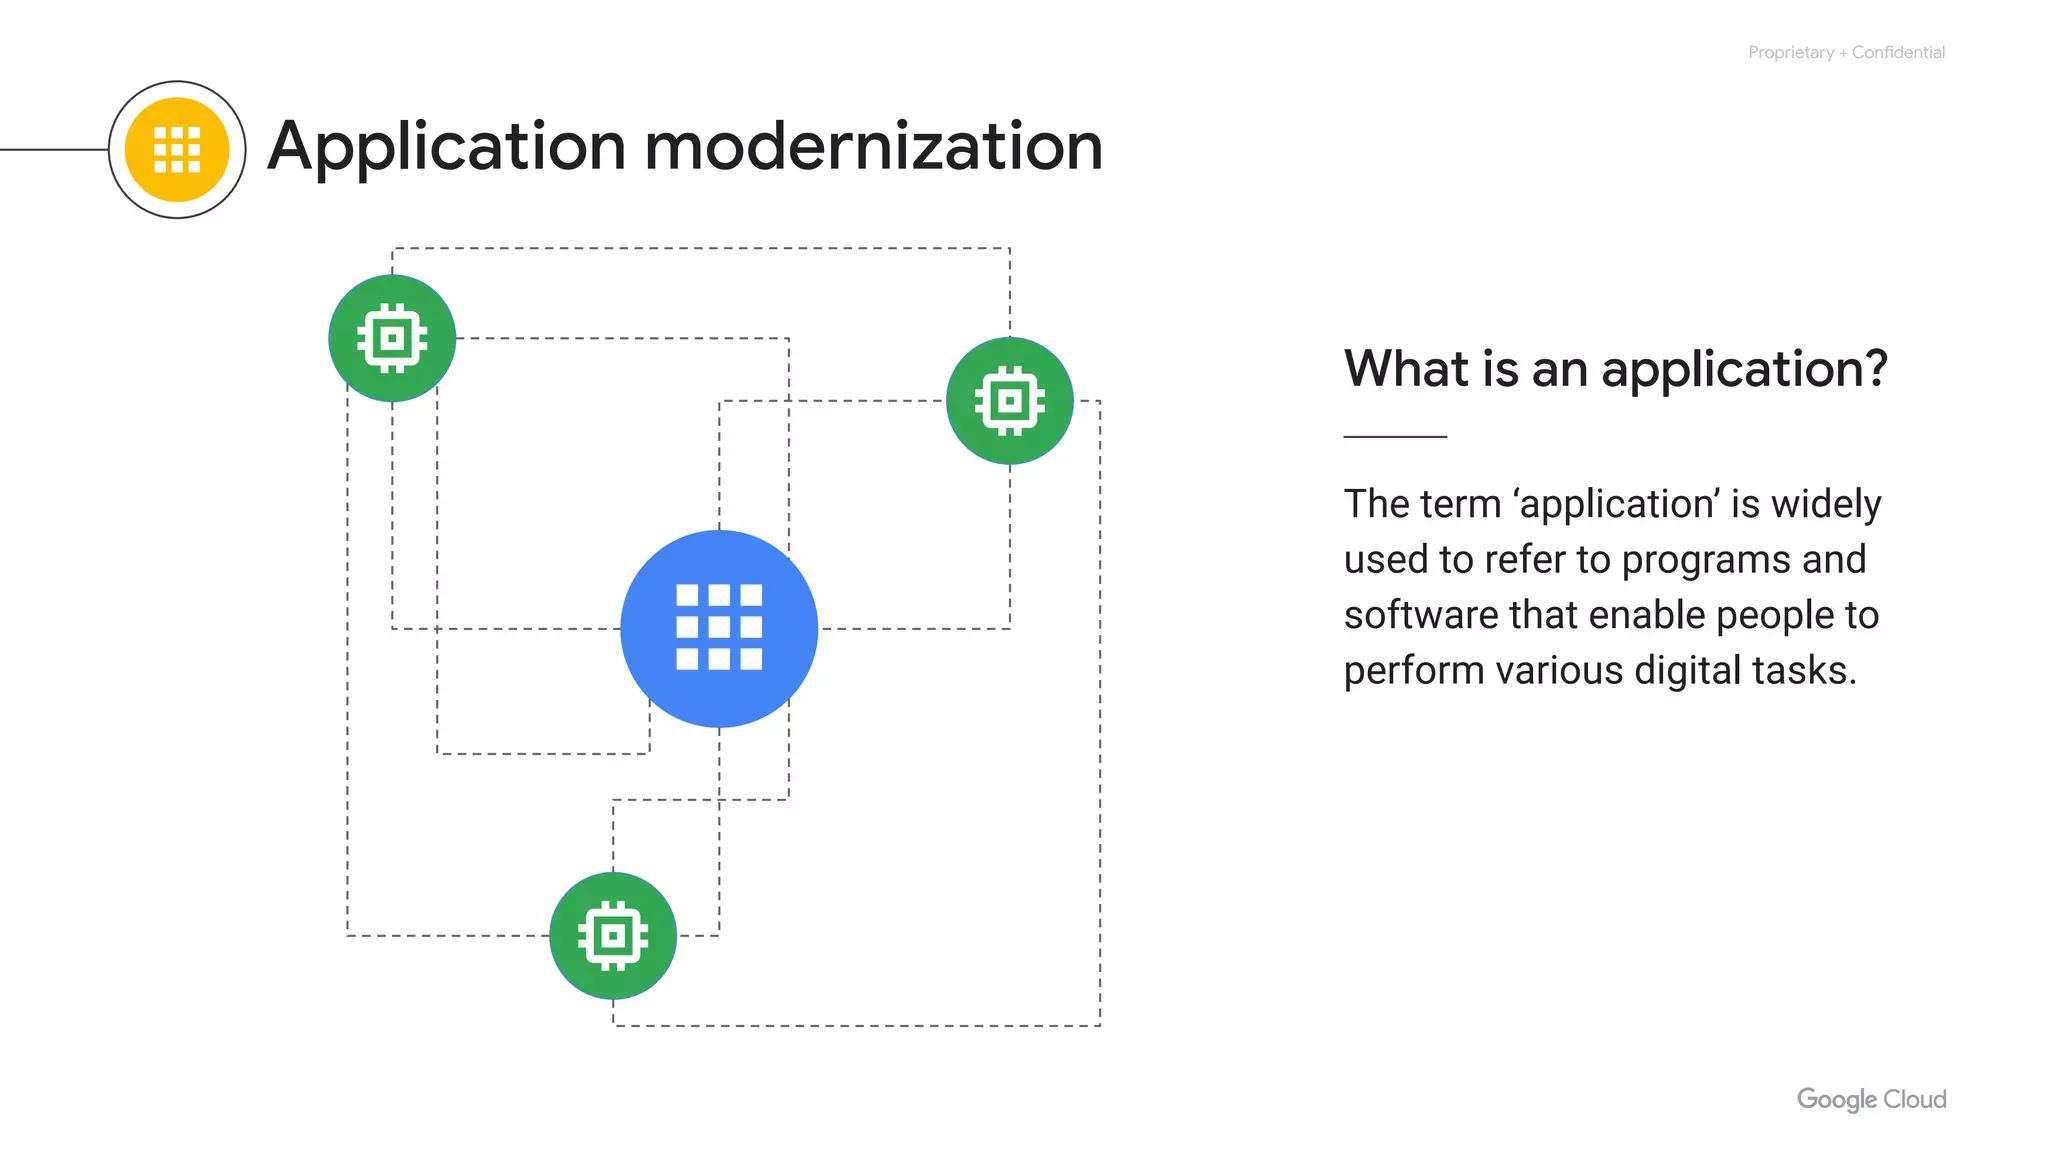 Proprietary + Confidential
Application modernization
What is an application?
The term ‘application’ is widely
used to refer to programs and
software that enable people to
perform various digital tasks.
Google Cloud